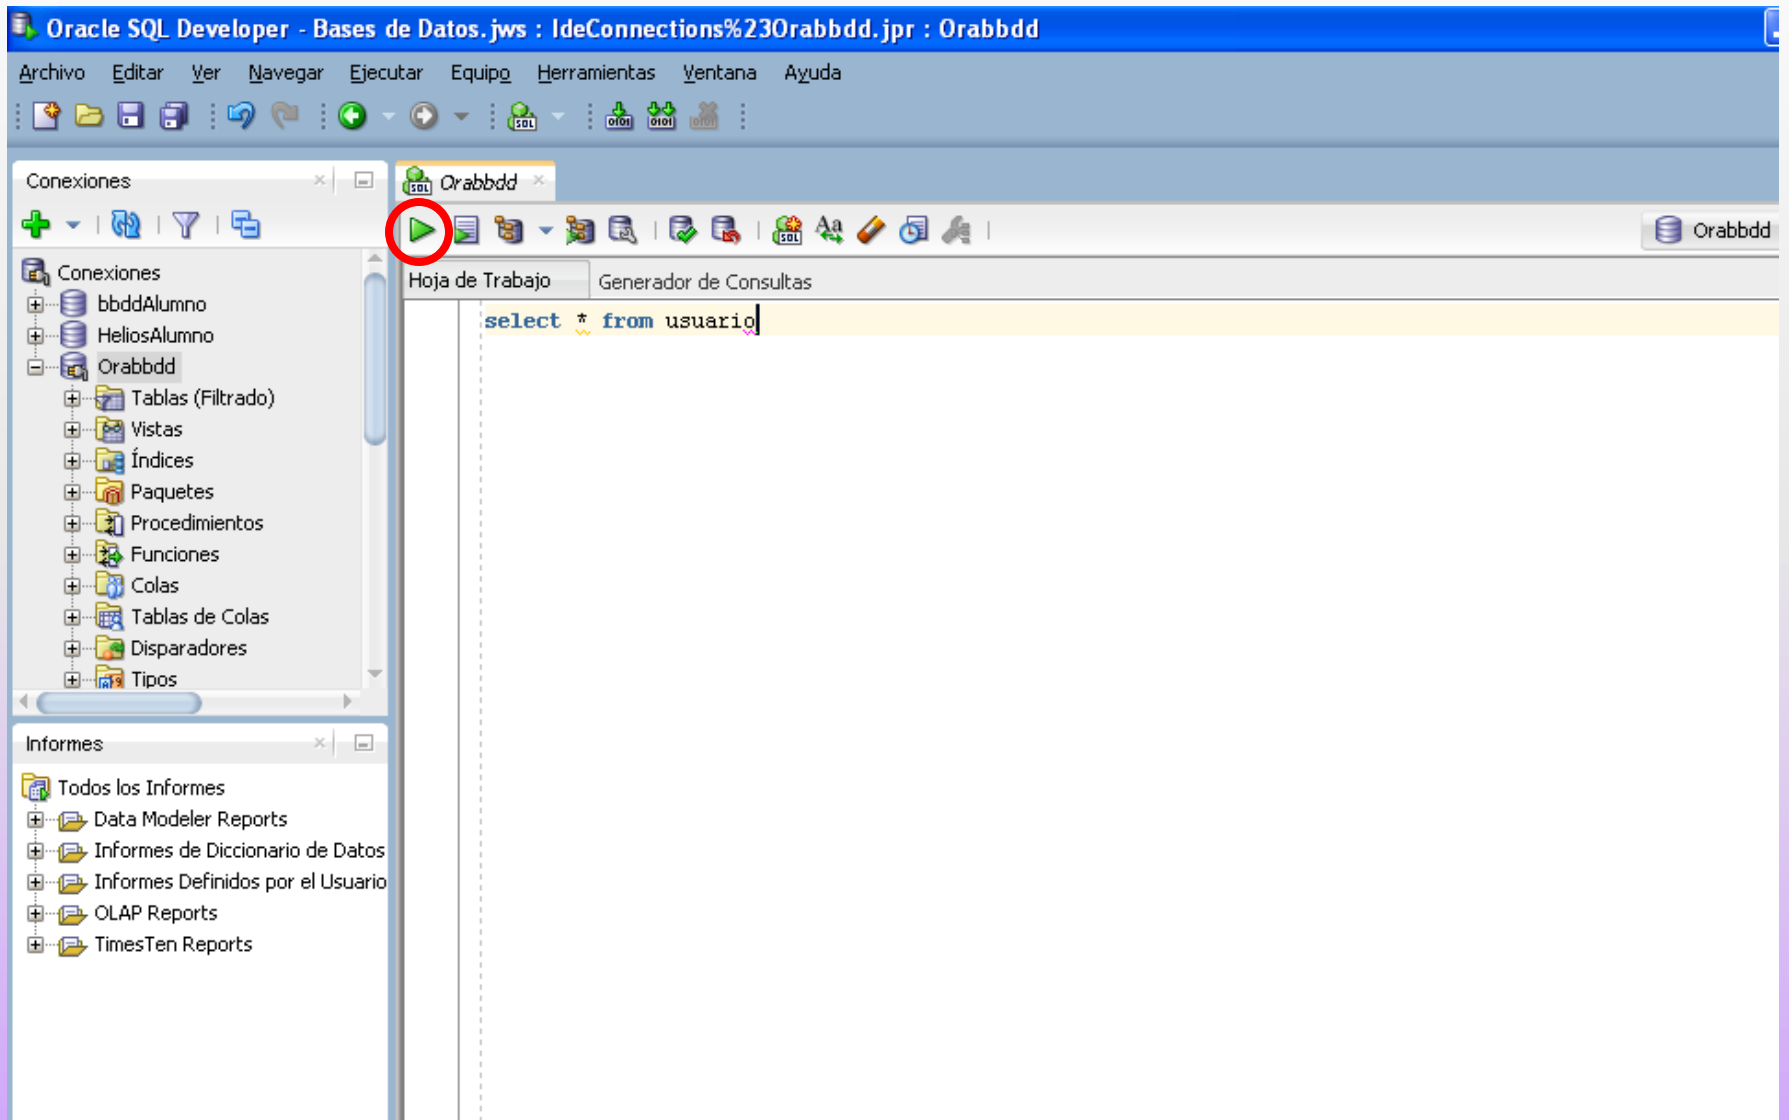 Oracle SQL Developer - Bases de Datos.jws : IdeConnections%23Orabbdd.jpr : Orabbdd
Archivo Editar Ver Navegar Ejecutar Equipo Herramientas Ventana Ayuda
Conexiones
Conexiones
bbddAlumno
HeliosAlumno
Orabbdd
Tablas (Filtrado)
Vistas
Índices
Paquetes
Procedimientos
Funciones
Colas
Tablas de Colas
Disparadores
Tipos
Informes
Todos los Informes
Data Modeler Reports
Informes de Diccionario de Datos
Informes Definidos por el Usuario
OLAP Reports
TimesTen Reports
Orabbdd
Orabbdd
Hoja de Trabajo Generador de Consultas
select * from usuario